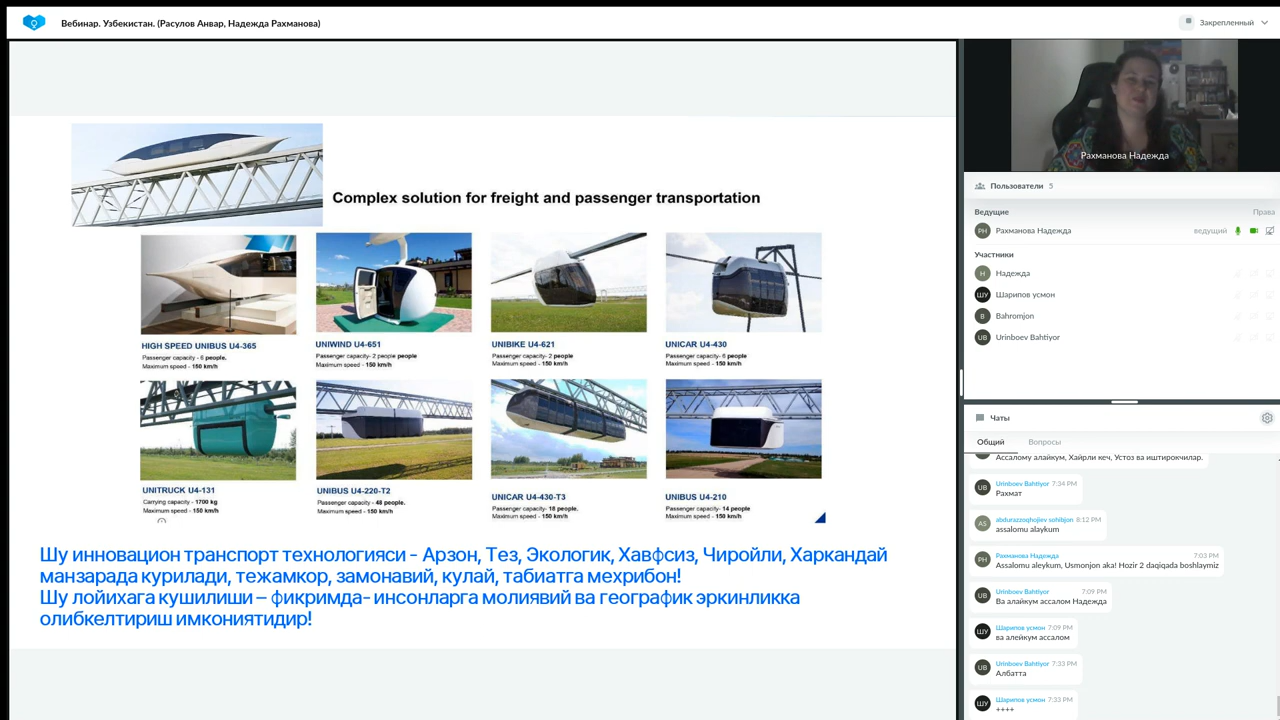 Вебинар. Узбекистан. (Расулов Анвар, Надежда Рахманова)
Закрепленный
Complex solution for freight and passenger transportation
HIGH SPEED UNIBUS U4-365
Passenger capacity - 6 people.
Maximum speed - 150 km/h
UNIWIND U4-651
Passenger capacity- 2 people people
Maximum speed - 150 km/h
UNIBIKE U4-621
Passenger capacity - 2 people
Maximum speed - 150 km/h
UNICAR U4-430
Passenger capacity - 6 people
Maximum speed - 150 km/h
UNITRUCK U4-131
Carrying capacity - 1700 kg
Maximum speed - 150 km/h
UNIBUS U4-220-T2
Passenger capacity - 48 people.
Maximum speed - 150 km/h
UNICAR U4-430-T3
Passenger capacity - 18 people.
Maximum speed - 150 km/h
UNIBUS U4-210
Passenger capacity - 14 people
Maximum speed - 150 km/h
Шу инновацион транспорт технологияси - Арзон, Тез, Экологик, Хавфсиз, Чиройли, Харкандай
манзарада курилади, тежамкор, замонавий, кулай, табиатга мехрибон!
Шу лойихага кушилиши – фикримда- инсонларга молиявий ва географик эркинликка
олибкелтириш имкониятидир!
Рахманова Надежда
Пользователи 5
Ведущие Права
РН Рахманова Надежда ведущий
Участники
Н Надежда
ШУ Шарипов усмон
B Bahromjon
UB Urinboev Bahtiyor
Чаты
Общий Вопросы
Ассалому алайкум, Хайрли кеч, Устоз ва иштирокчилар.
UB Urinboev Bahtiyor 7:34 PM
Рахмат
AS abdurazzoqhojiev sohibjon 8:12 PM
assalomu alaykum
РН Рахманова Надежда 7:03 PM
Assalomu aleykum, Usmonjon aka! Hozir 2 daqiqada boshlaymiz
UB Urinboev Bahtiyor 7:09 PM
Ва алайкум ассалом Надежда
ШУ Шарипов усмон 7:09 PM
ва алейкум ассалом
UB Urinboev Bahtiyor 7:33 PM
Албатта
ШУ Шарипов усмон 7:33 PM
++++